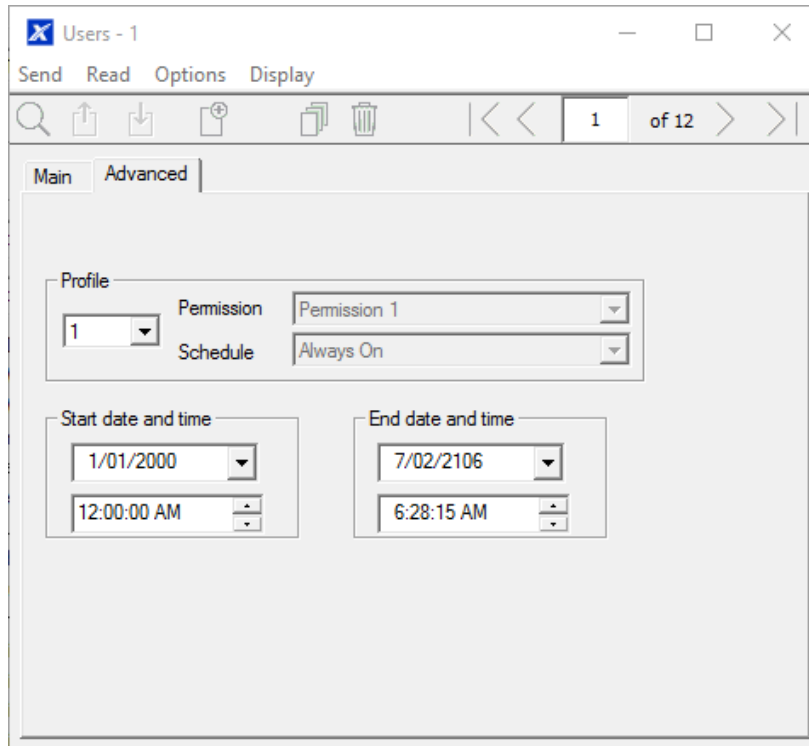 Users - 1
Send Read Options Display
1 of 12
Main Advanced
Profile
1 Permission Permission 1
Schedule Always On
Start date and time End date and time
1/01/2000 7/02/2106
12:00:00 AM 6:28:15 AM